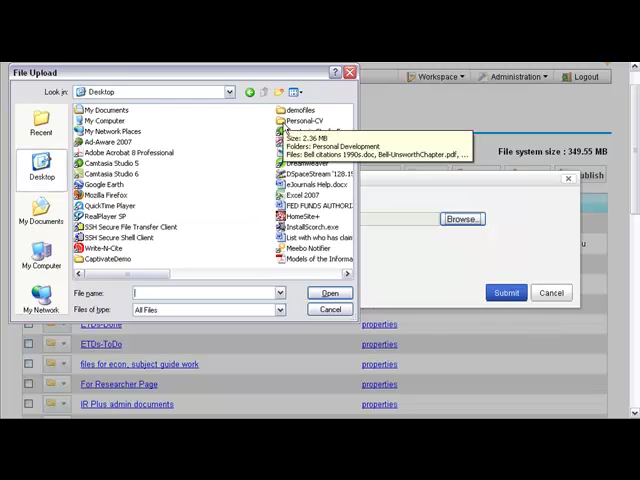 File Upload
Look in:
Desktop
Workspace
Administration
Logout
Recent
Desktop
My Documents
My Computer
My Network
My Documents
My Computer
My Network Places
Ad-Aware 2007
Adobe Acrobat 8 Professional
Camtasia Studio 5
Camtasia Studio 6
Google Earth
Mozilla Firefox
QuickTime Player
RealPlayer SP
SSH Secure File Transfer Client
SSH Secure Shell Client
Write-N-Cite
CaptivateDemo
demofiles
Personal-CV
Size: 2.36 MB
Folders: Personal Development
Files: Bell citations 1990s.doc, Bell-UnsworthChapter.pdf, ...
Dreamweaver
DSpaceStream '128.15
eJournals Help.docx
Excel 2007
FED FUNDS AUTHORIZ
HomeSite+
InstallScorch.exe
List with who has claim
Meebo Notifier
Models of the Informa
File name:
Open
Files of type:
All Files
Cancel
File system size : 349.55 MB
ublish
Browse..
Submit
Cancel
ETDs-Done
properties
ETDs-ToDo
properties
files for econ, subject guide work
properties
For Researcher Page
properties
IR Plus admin documents
properties